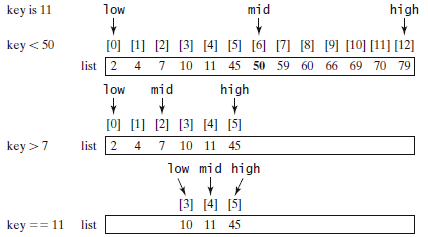 key is 11 low mid high
key < 50 [0] [1] [2] [3] [4] [5] [6] [7] [8] [9] [10] [11] [12]
list 2 4 7 10 11 45 50 59 60 66 69 70 79
low mid high
[0] [1] [2] [3] [4] [5]
key > 7 list 2 4 7 10 11 45
low mid high
[3] [4] [5]
key == 11 list 10 11 45